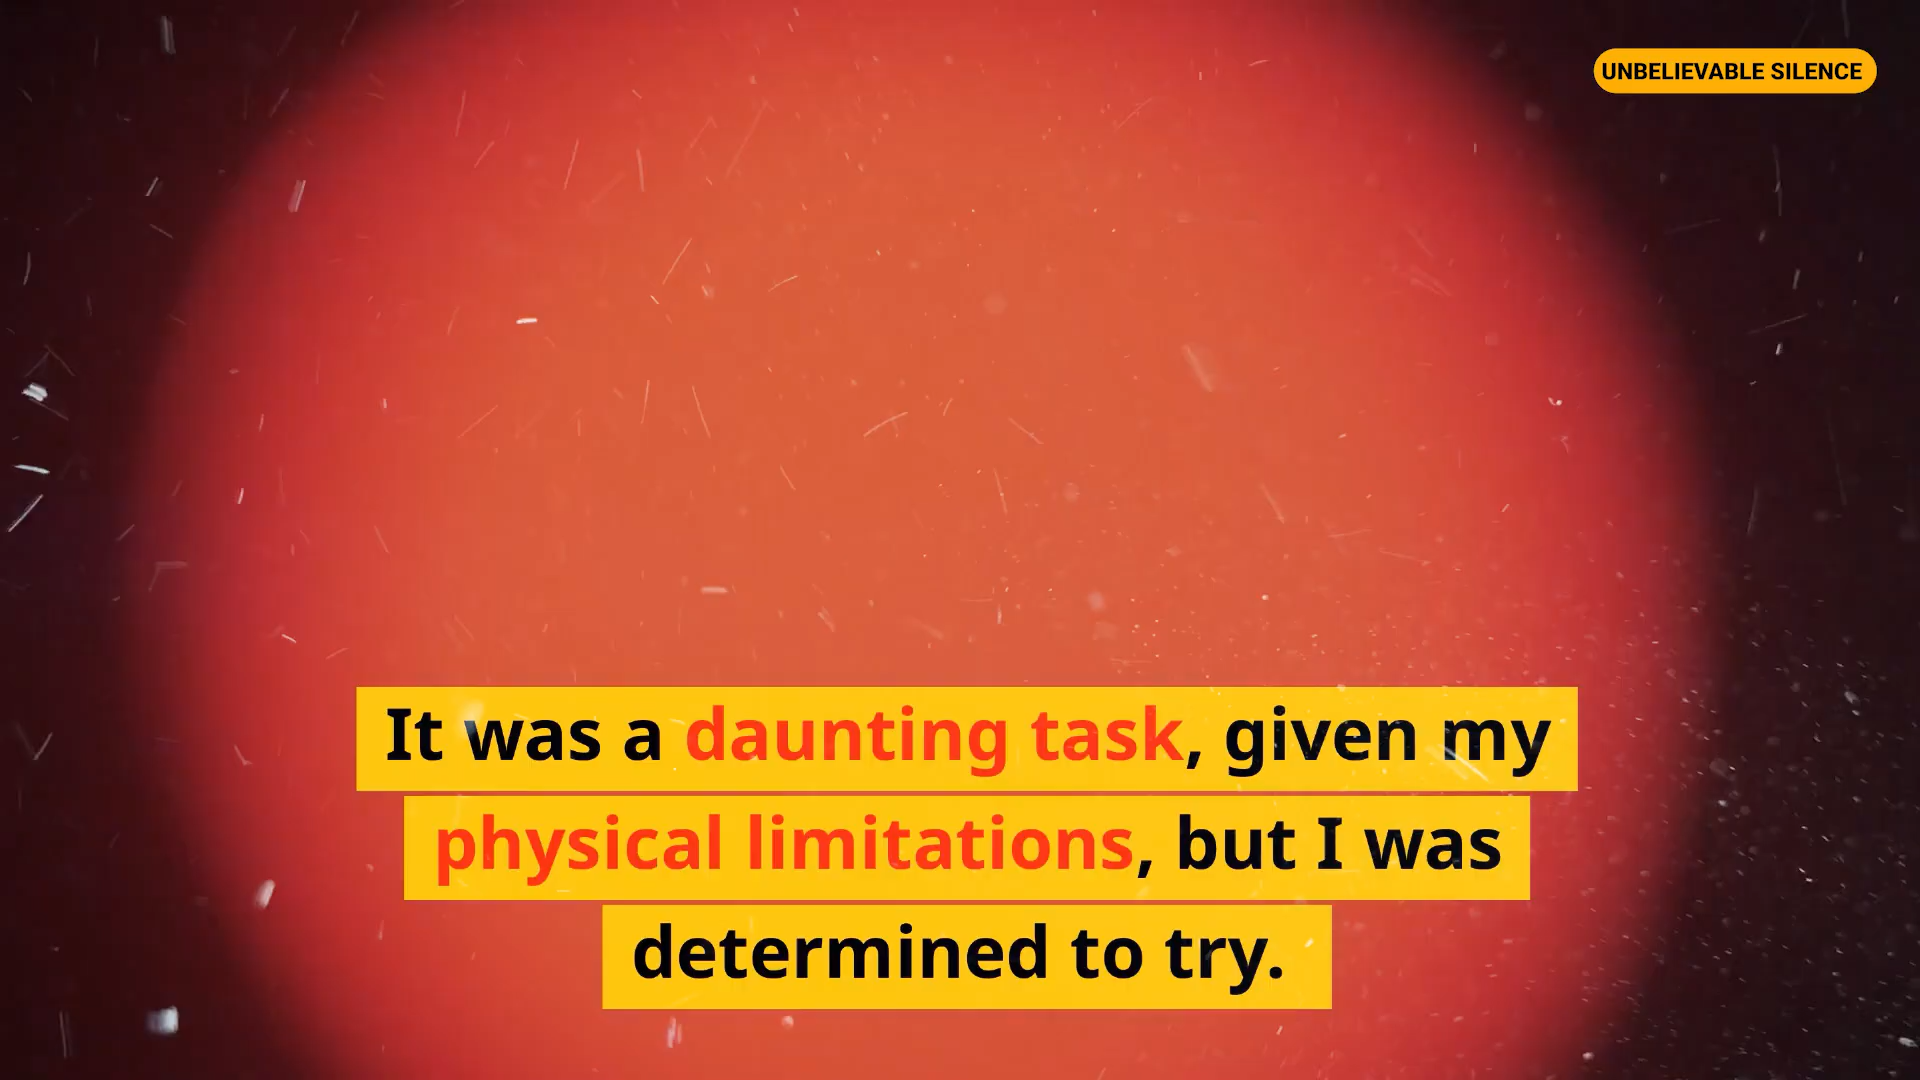 UNBELIEVABLE SILENCE
It was a daunting task, given my
physical limitations, but I was
determined to try.